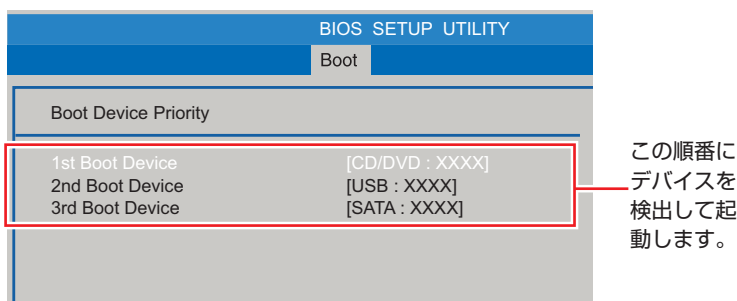 BIOS SETUP UTILITY
Boot
Boot Device Priority
1st Boot Device [CD/DVD : XXXX]
2nd Boot Device [USB : XXXX]
3rd Boot Device [SATA : XXXX]
この順番に
デバイスを
検出して起
動します。